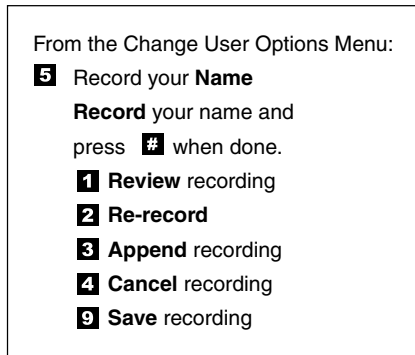 From the Change User Options Menu:
5 Record your Name
Record your name and
press # when done.
1 Review recording
2 Re-record
3 Append recording
4 Cancel recording
9 Save recording